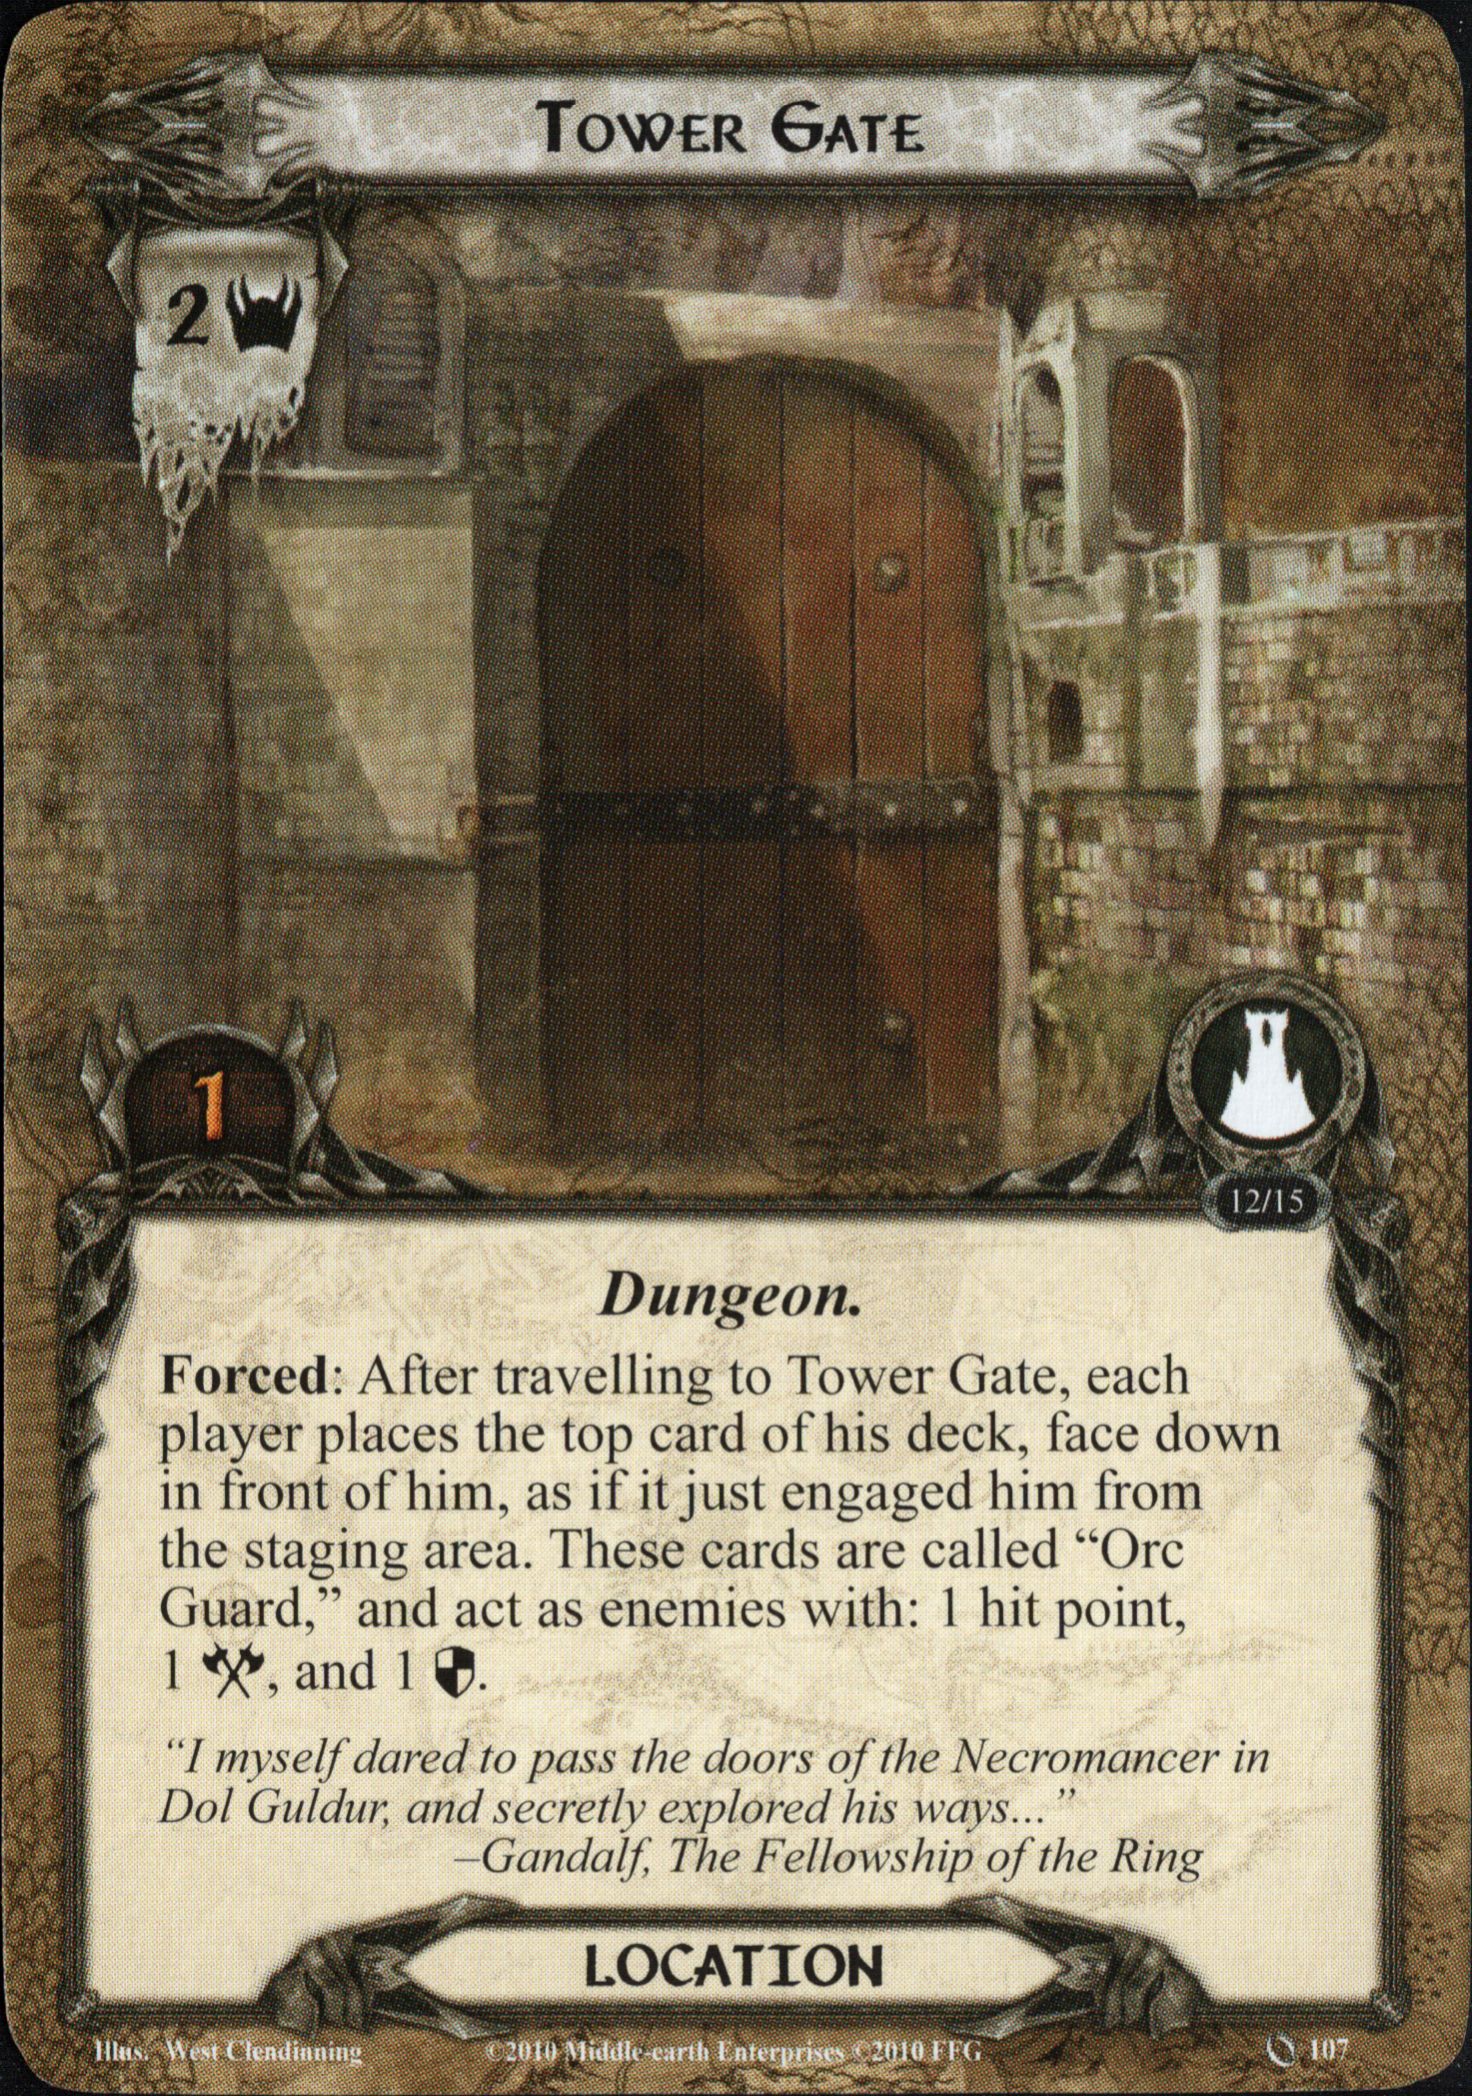 TOWER GATE
2
1
12/15
Dungeon.
Forced: After travelling to Tower Gate, each
player places the top card of his deck, face down
in front of him, as if it just engaged him from
the staging area. These cards are called “Orc
Guard,” and act as enemies with: 1 hit point,
1 , and 1 .
“I myself dared to pass the doors of the Necromancer in
Dol Guldur, and secretly explored his ways...”
–Gandalf, The Fellowship of the Ring
LOCATION
Illus. West Clendinning
©2010 Middle-earth Enterprises ©2010 FFG
107